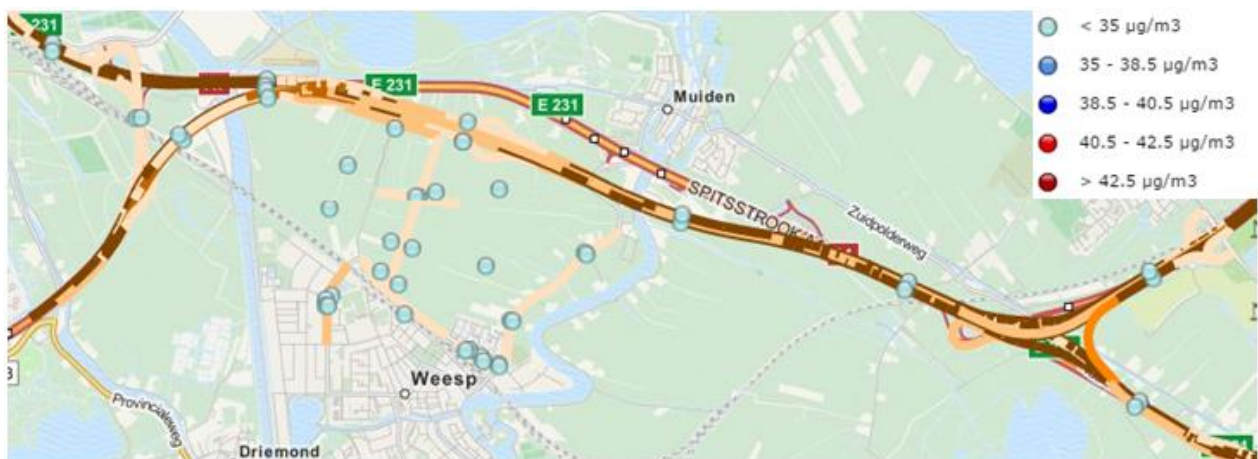 231
E 231
E 231
Muiden
SPITSSTROOK
Zuidpolderweg
Weesp
Provincialeweg
Driemond
3
< 35 µg/m3
35 - 38.5 µg/m3
38.5 - 40.5 µg/m3
40.5 - 42.5 µg/m3
> 42.5 µg/m3